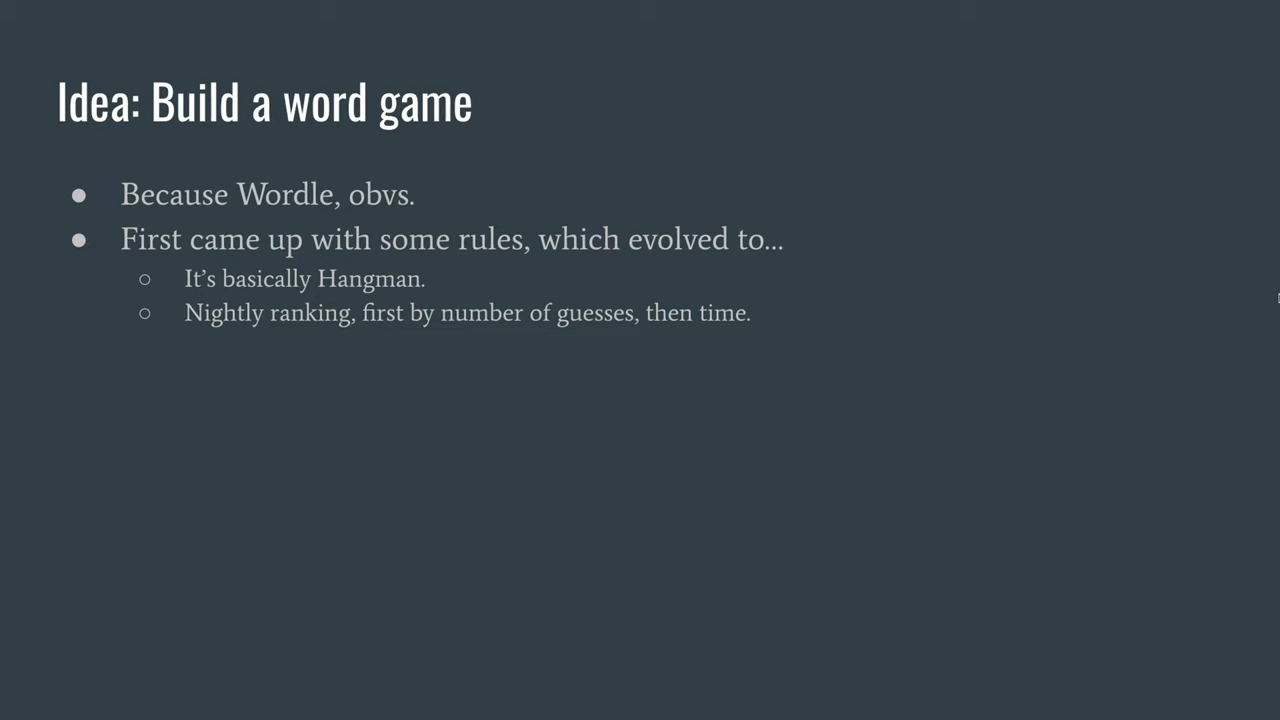 Idea: Build a word game
● Because Wordle, obvs.
● First came up with some rules, which evolved to...
○ It’s basically Hangman.
○ Nightly ranking, first by number of guesses, then time.